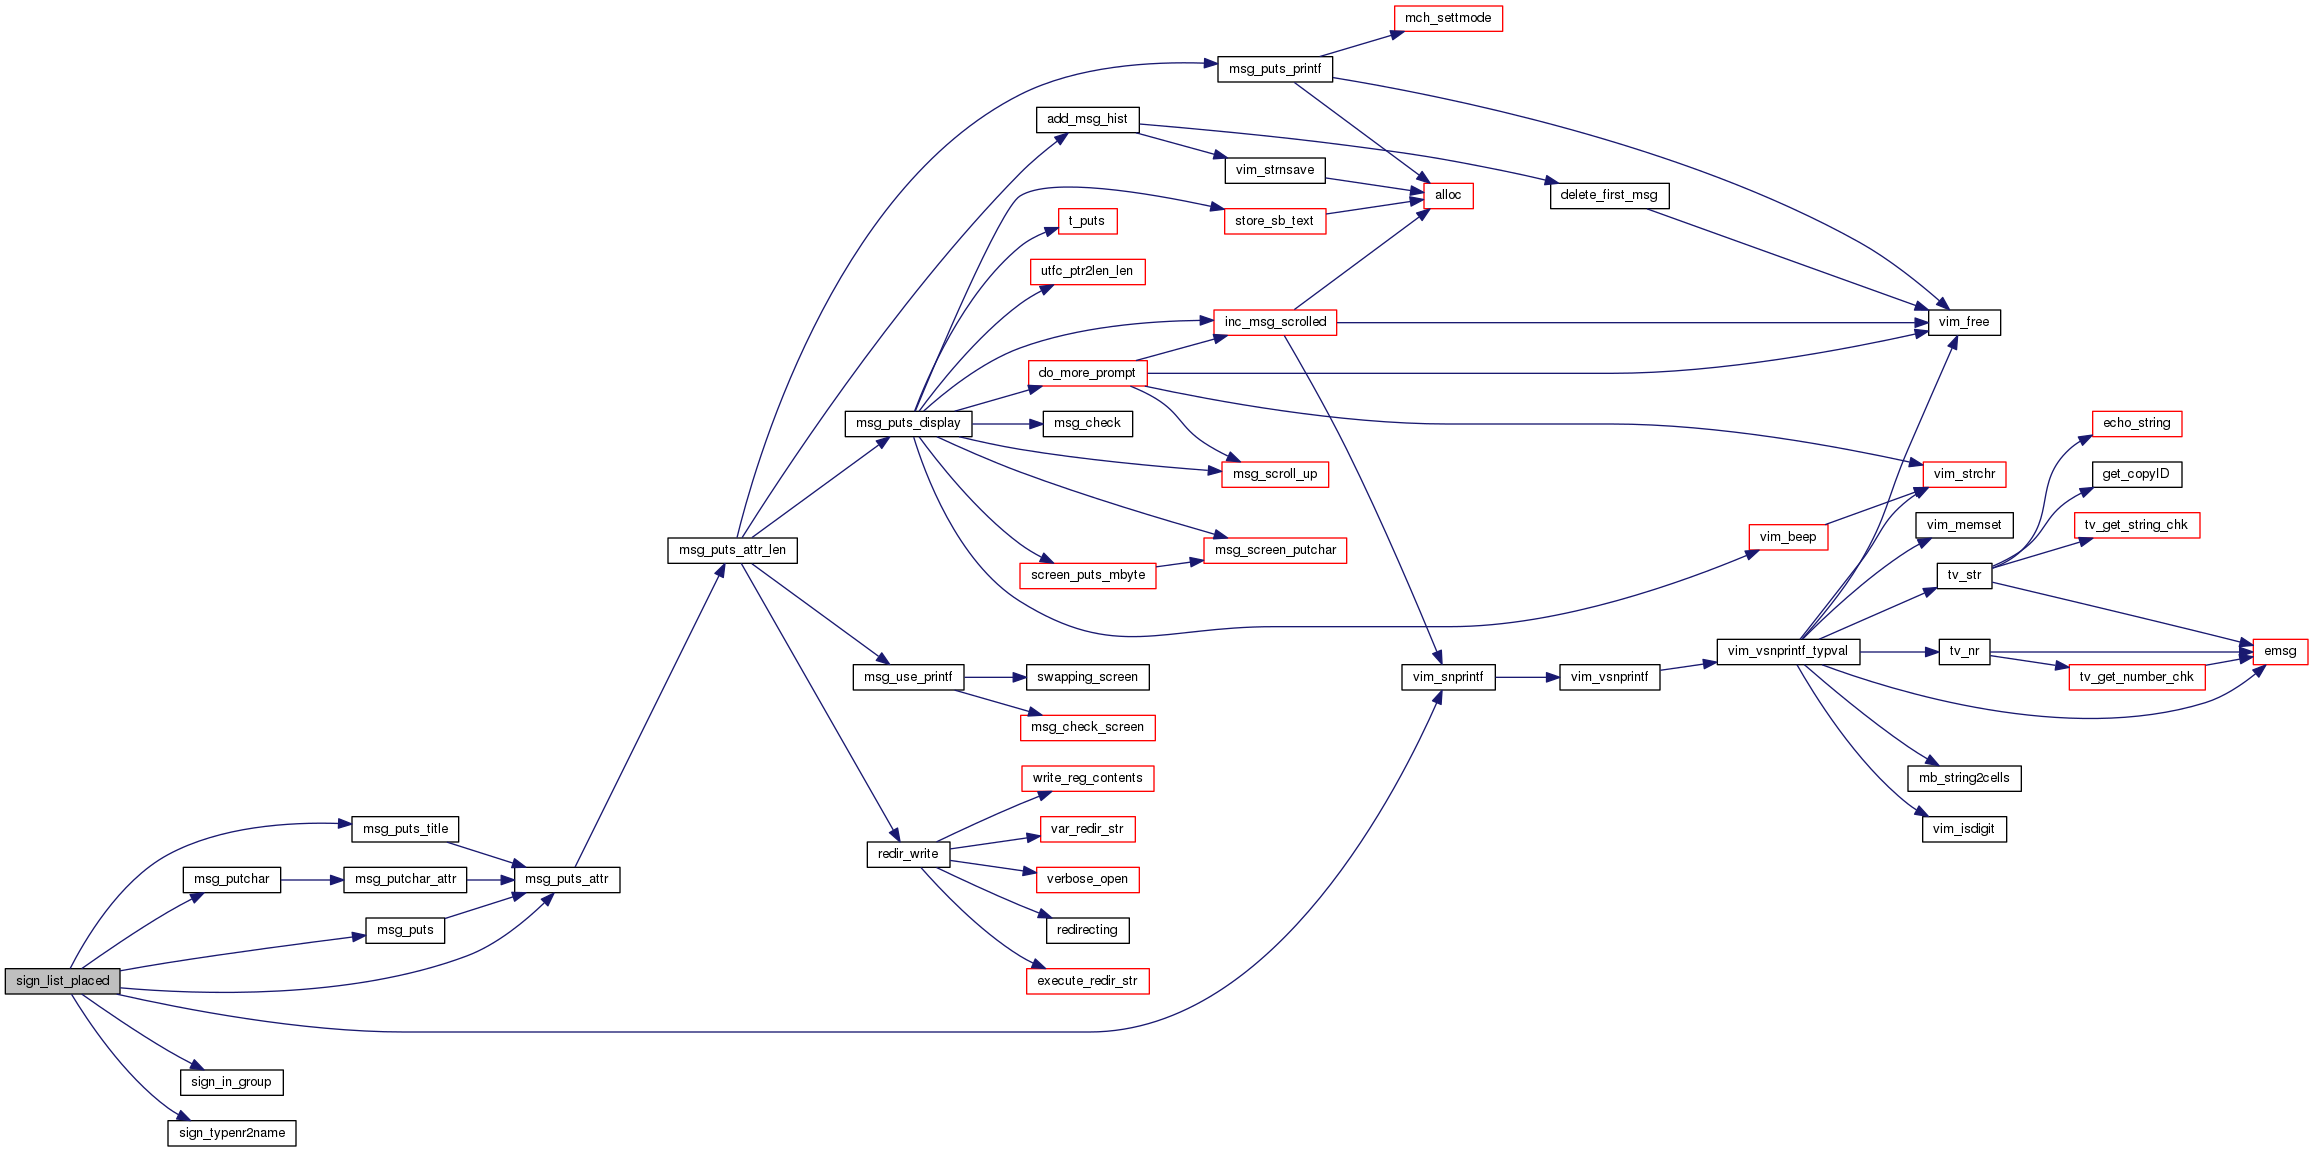 mch_settmode
msg_puts_printf
add_msg_hist
vim_strnsave
alloc
delete_first_msg
t_puts
store_sb_text
utfc_ptr2len_len
inc_msg_scrolled
vim_free
do_more_prompt
msg_puts_display
msg_check
echo_string
msg_scroll_up
vim_strchr
get_copyID
vim_memset
tv_get_string_chk
vim_beep
msg_puts_attr_len
msg_screen_putchar
screen_puts_mbyte
tv_str
vim_vsnprintf_typval
tv_nr
emsg
msg_use_printf
swapping_screen
vim_snprintf
vim_vsnprintf
tv_get_number_chk
msg_check_screen
write_reg_contents
mb_string2cells
msg_puts_title
var_redir_str
vim_isdigit
redir_write
msg_putchar
msg_putchar_attr
msg_puts_attr
verbose_open
msg_puts
redirecting
sign_list_placed
execute_redir_str
sign_in_group
sign_typenr2name